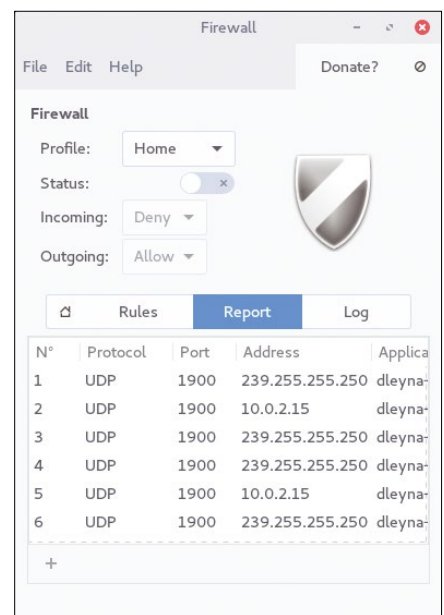 Firewall
File Edit Help Donate?
Firewall
Profile: Home
Status:
Incoming: Deny
Outgoing: Allow
Rules Report Log
N° Protocol Port Address Applica
1 UDP 1900 239.255.255.250 dleyna-
2 UDP 1900 10.0.2.15 dleyna-
3 UDP 1900 239.255.255.250 dleyna-
4 UDP 1900 239.255.255.250 dleyna-
5 UDP 1900 10.0.2.15 dleyna-
6 UDP 1900 239.255.255.250 dleyna-
+